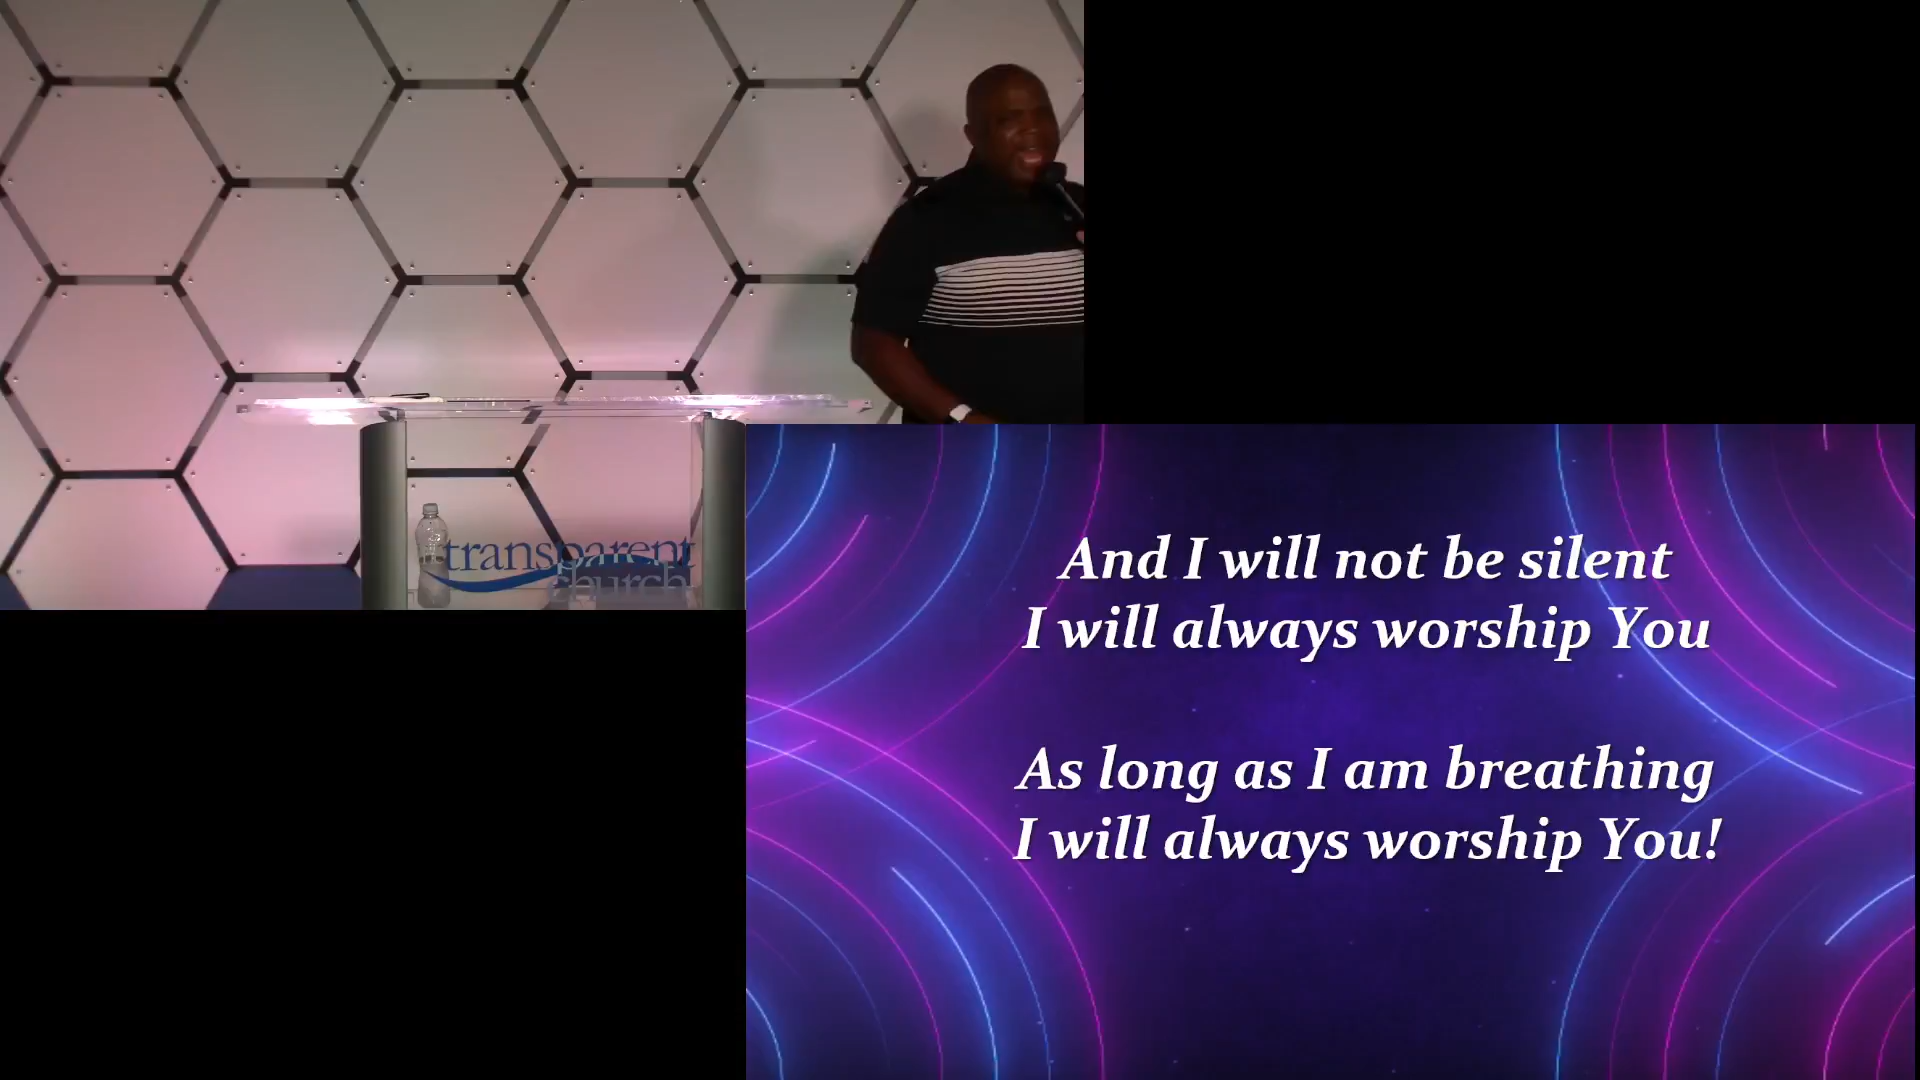 transparent
church
And I will not be silent
I will always worship You
As long as I am breathing
I will always worship You!